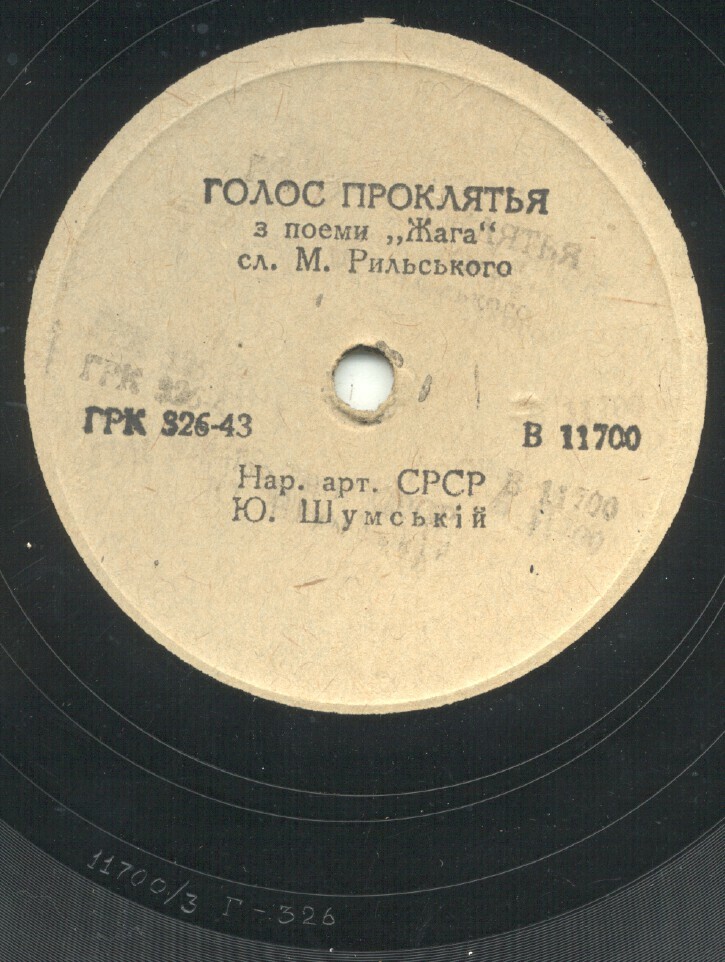 ГОЛОС ПРОКЛЯТЬЯ
з поеми „Жага“
сл. М. Рильського
ГРК 326-43
В 11700
Нар. арт. СРСР
Ю. Шумській
11700/3 Г-326